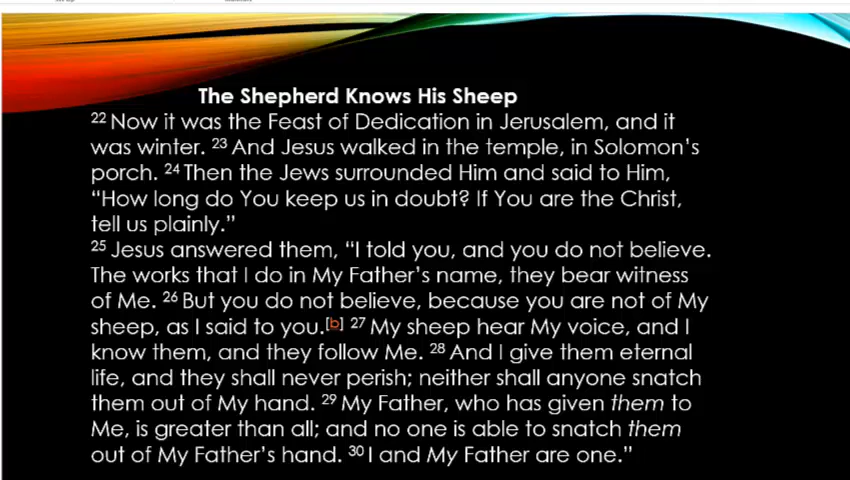 The Shepherd Knows His Sheep
22 Now it was the Feast of Dedication in Jerusalem, and it
was winter. 23 And Jesus walked in the temple, in Solomon’s
porch. 24 Then the Jews surrounded Him and said to Him,
“How long do You keep us in doubt? If You are the Christ,
tell us plainly.”
25 Jesus answered them, “I told you, and you do not believe.
The works that I do in My Father’s name, they bear witness
of Me. 26 But you do not believe, because you are not of My
sheep, as I said to you.[b] 27 My sheep hear My voice, and I
know them, and they follow Me. 28 And I give them eternal
life, and they shall never perish; neither shall anyone snatch
them out of My hand. 29 My Father, who has given them to
Me, is greater than all; and no one is able to snatch them
out of My Father’s hand. 30 I and My Father are one.”